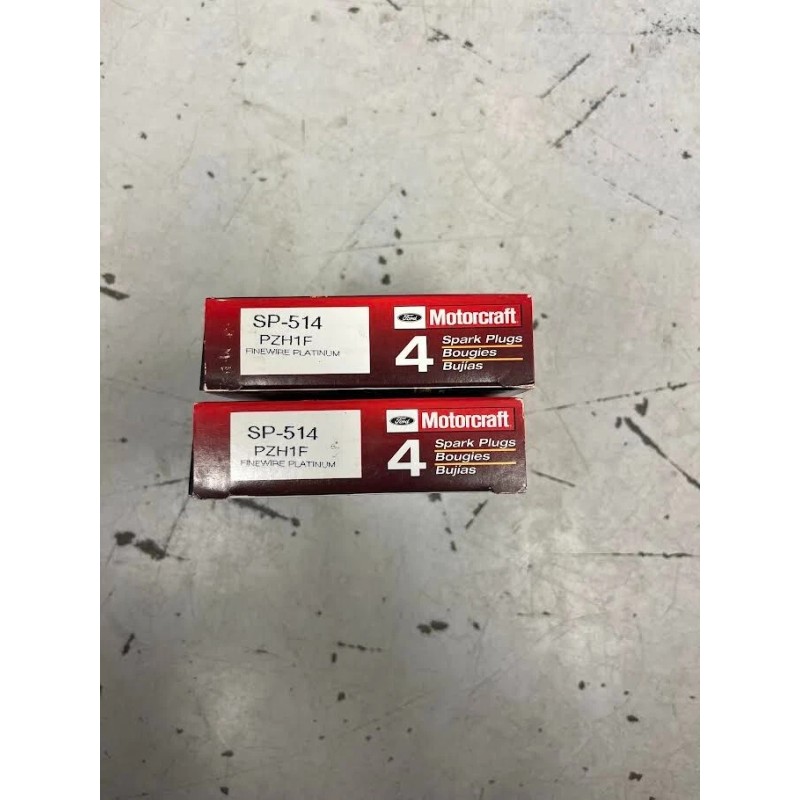 SP-514
PZH1F
FINEWIRE PLATINUM
Ford Motorcraft
4 Spark Plugs
Bougies
Bujias
SP-514
PZH1F
FINEWIRE PLATINUM
Ford Motorcraft
4 Spark Plugs
Bougies
Bujias